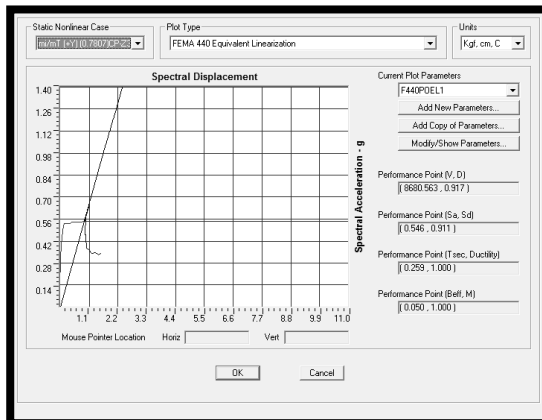 Static Nonlinear Case
mi/mT (+Y) (0.7807)CP-Z3
Plot Type
FEMA 440 Equivalent Linearization
Units
Kgf, cm, C
Spectral Displacement
1.40
1.26
1.12
0.98
0.84
0.70
0.56
0.42
0.28
0.14
1.1 2.2 3.3 4.4 5.5 6.6 7.7 8.8 9.9 11.0
Spectral Acceleration - g
Mouse Pointer Location Horiz Vert
Current Plot Parameters
F440POEL1
Add New Parameters...
Add Copy of Parameters...
Modify/Show Parameters...
Performance Point (V, D)
( 8680.563 , 0.917 )
Performance Point (Sa, Sd)
( 0.546 , 0.911 )
Performance Point (Tsec, Ductility)
( 0.259 , 1.000 )
Performance Point (Beff, M)
( 0.050 , 1.000 )
OK
Cancel